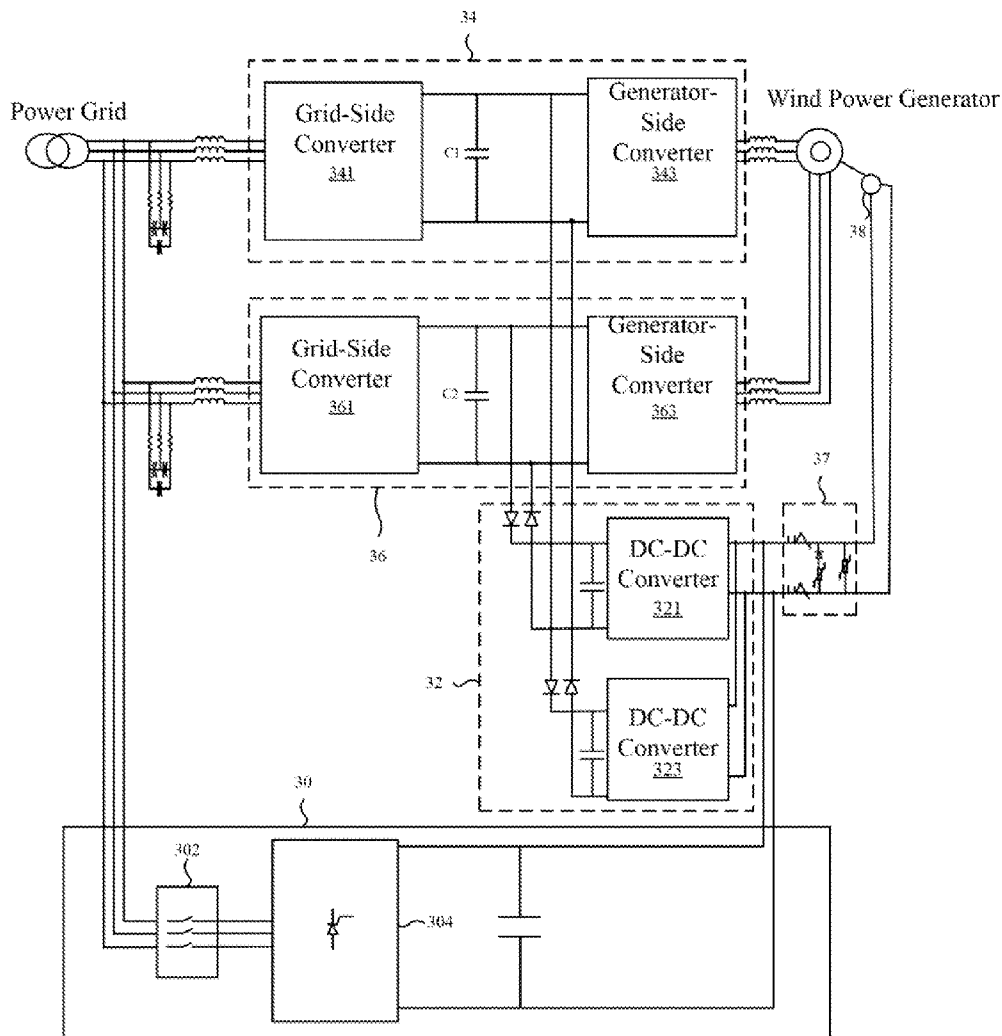 34
Power Grid
Grid-Side
Converter
341
C1
Generator-
Side
Converter
343
Wind Power Generator
38
Grid-Side
Converter
361
C2
Generator-
Side
Converter
363
36
37
DC-DC
Converter
321
32
DC-DC
Converter
323
30
302
304